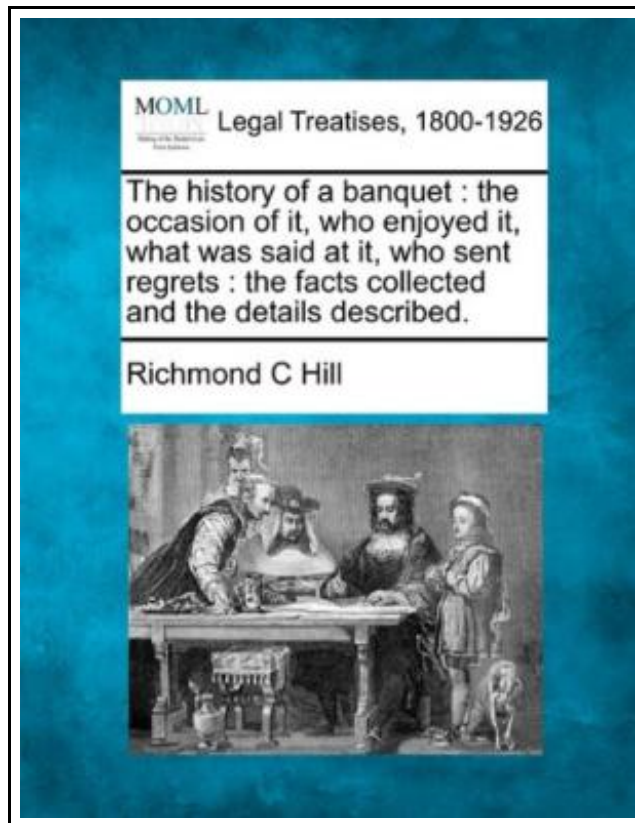 MOML
Legal Treatises, 1800-1926
The history of a banquet : the
occasion of it, who enjoyed it,
what was said at it, who sent
regrets : the facts collected
and the details described.
Richmond C Hill